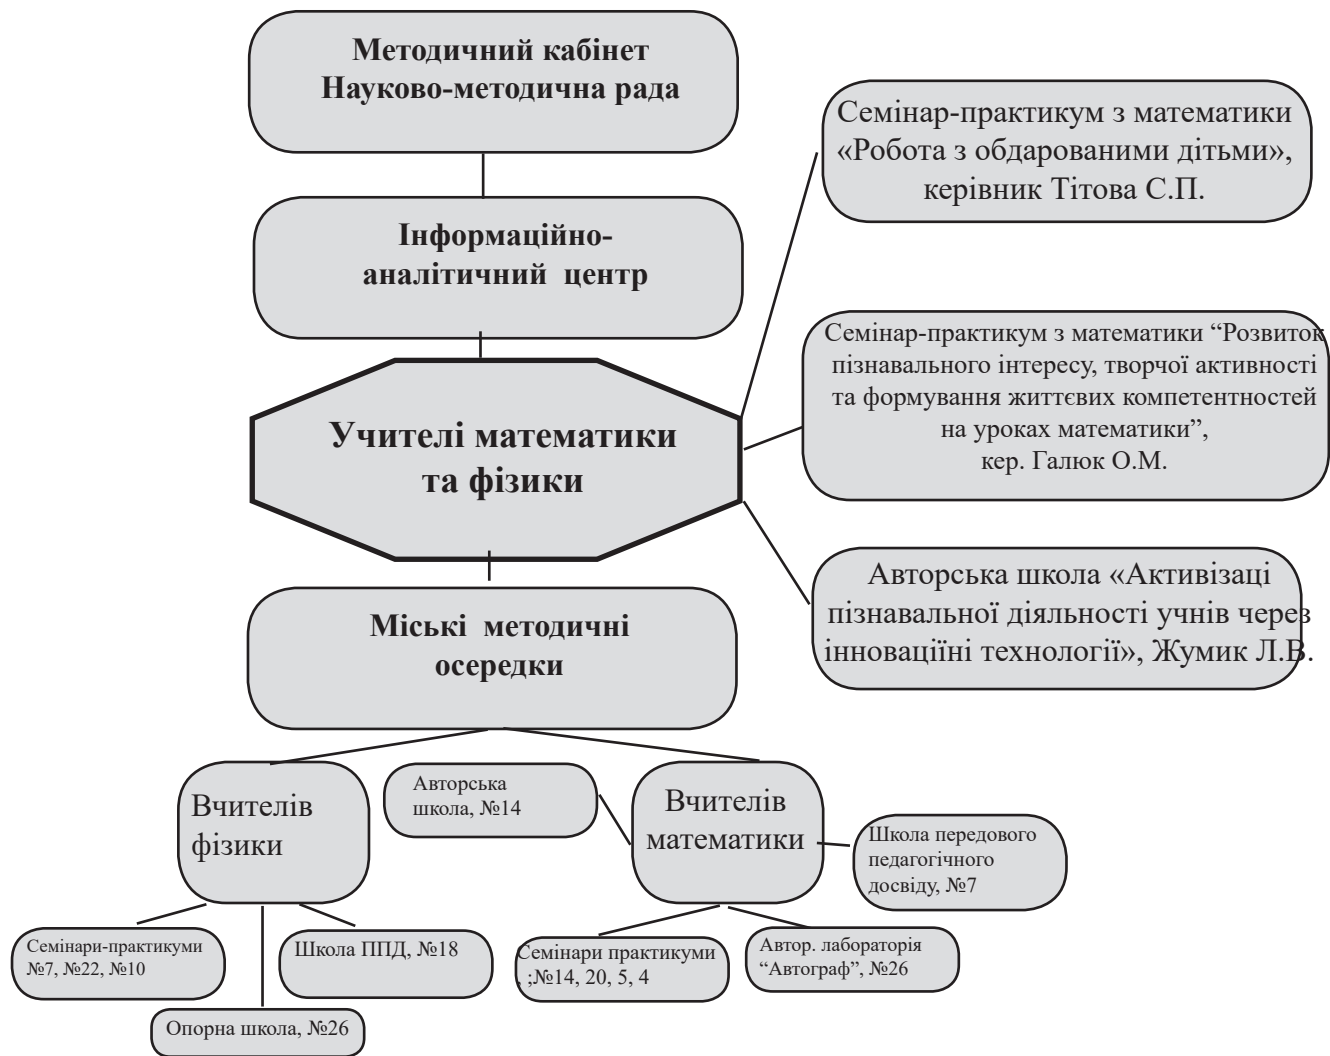 Методичний кабінет
Науково-методична рада
Інформаційно-
аналітичний центр
Учителі математики
та фізики
Семінар-практикум з математики
«Робота з обдарованими дітьми»,
керівник Тітова С.П.
Семінар-практикум з математики “Розвиток
пізнавального інтересу, творчої активності
та формування життєвих компетентностей
на уроках математики”,
кер. Галюк О.М.
Авторська школа «Активізаці
пізнавальної діяльності учнів через
інноваціїні технології», Жумик Л.В.
Міські методичні
осередки
Вчителів
фізики
Авторська
школа, №14
Вчителів
математики
Школа передового
педагогічного
досвіду, №7
Семінари-практикуми
№7, №22, №10
Школа ППД, №18
Опорна школа, №26
Семінари практикуми
, ;№14, 20, 5, 4
Автор. лабораторія
“Автограф”, №26